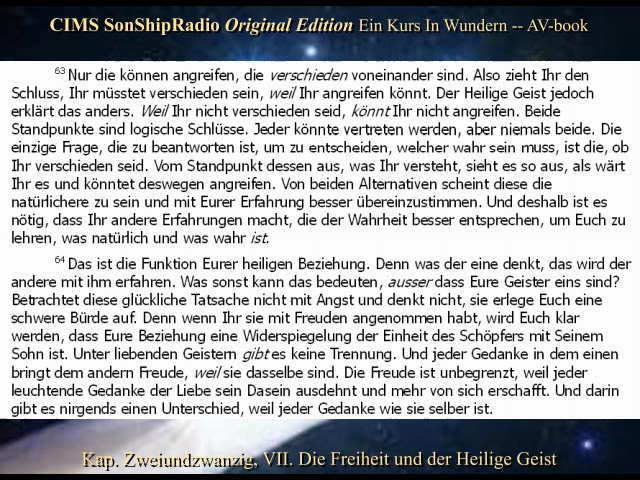 CIMS SonShipRadio Original Edition Ein Kurs In Wundern -- AV-book
63 Nur die können angreifen, die verschieden voneinander sind. Also zieht Ihr den
Schluss, Ihr müsstet verschieden sein, weil Ihr angreifen könnt. Der Heilige Geist jedoch
erklärt das anders. Weil Ihr nicht verschieden seid, könnt Ihr nicht angreifen. Beide
Standpunkte sind logische Schlüsse. Jeder könnte vertreten werden, aber niemals beide. Die
einzige Frage, die zu beantworten ist, um zu entscheiden, welcher wahr sein muss, ist die, ob
Ihr verschieden seid. Vom Standpunkt dessen aus, was Ihr versteht, sieht es so aus, als wärt
Ihr es und könntet deswegen angreifen. Von beiden Alternativen scheint diese die
natürlichere zu sein und mit Eurer Erfahrung besser übereinzustimmen. Und deshalb ist es
nötig, dass Ihr andere Erfahrungen macht, die der Wahrheit besser entsprechen, um Euch zu
lehren, was natürlich und was wahr ist.
64 Das ist die Funktion Eurer heiligen Beziehung. Denn was der eine denkt, das wird der
andere mit ihm erfahren. Was sonst kann das bedeuten, ausser dass Eure Geister eins sind?
Betrachtet diese glückliche Tatsache nicht mit Angst und denkt nicht, sie erlege Euch eine
schwere Bürde auf. Denn wenn Ihr sie mit Freuden angenommen habt, wird Euch klar
werden, dass Eure Beziehung eine Widerspiegelung der Einheit des Schöpfers mit Seinem
Sohn ist. Unter liebenden Geistern gibt es keine Trennung. Und jeder Gedanke in dem einen
bringt dem andern Freude, weil sie dasselbe sind. Die Freude ist unbegrenzt, weil jeder
leuchtende Gedanke der Liebe sein Dasein ausdehnt und mehr von sich erschafft. Und darin
gibt es nirgends einen Unterschied, weil jeder Gedanke wie sie selber ist.
Kap. Zweiundzwanzig, VII. Die Freiheit und der Heilige Geist